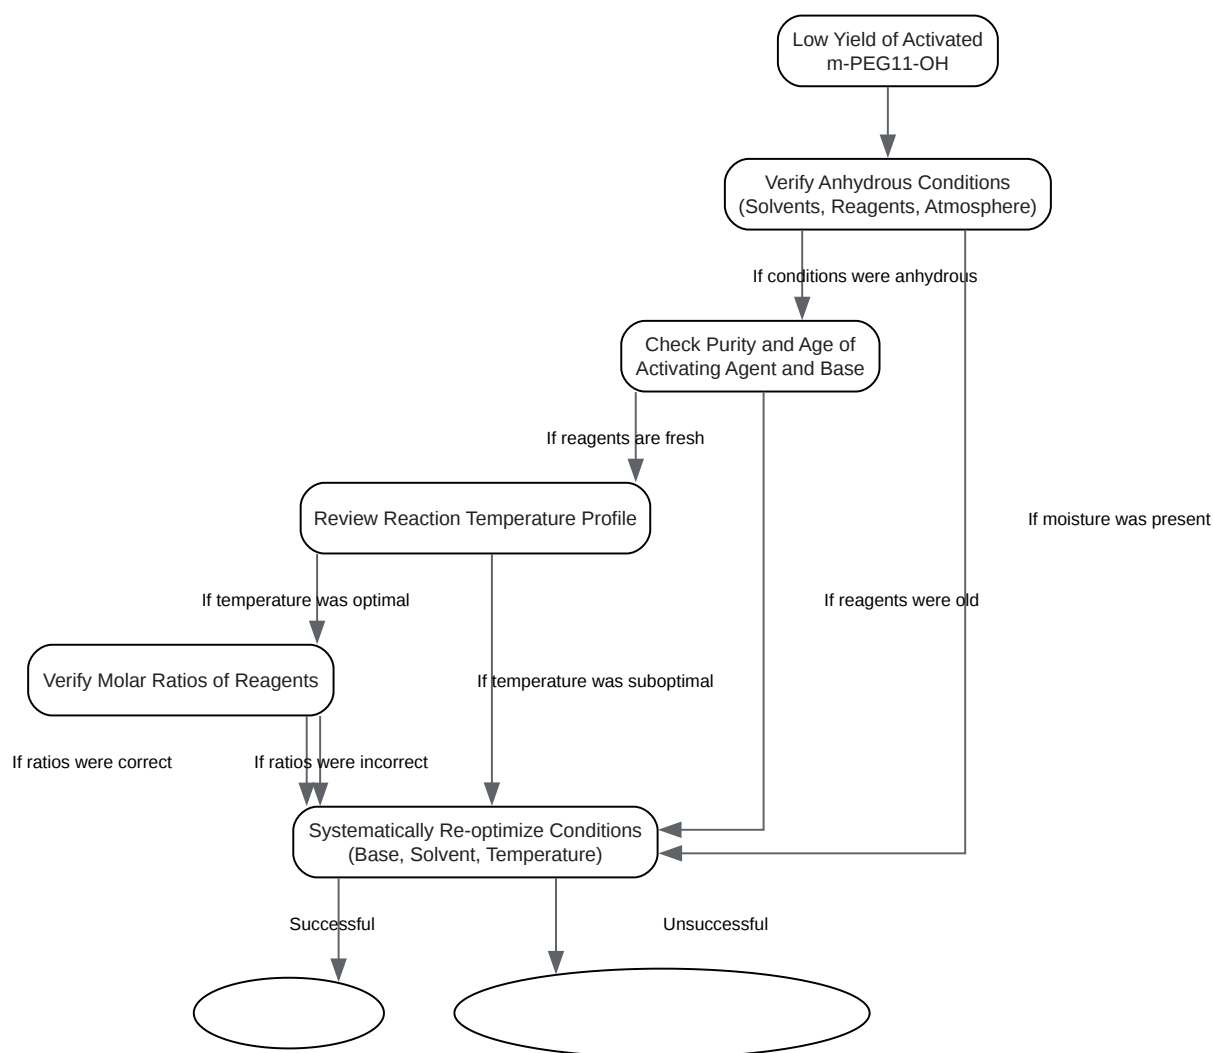 Low Yield of Activated
m-PEG11-OH
Verify Anhydrous Conditions
(Solvents, Reagents, Atmosphere)
If conditions were anhydrous
Check Purity and Age of
Activating Agent and Base
If reagents are fresh
Review Reaction Temperature Profile
If moisture was present
If temperature was optimal
If reagents were old
Verify Molar Ratios of Reagents
If temperature was suboptimal
If ratios were correct
If ratios were incorrect
Systematically Re-optimize Conditions
(Base, Solvent, Temperature)
Successful
Unsuccessful